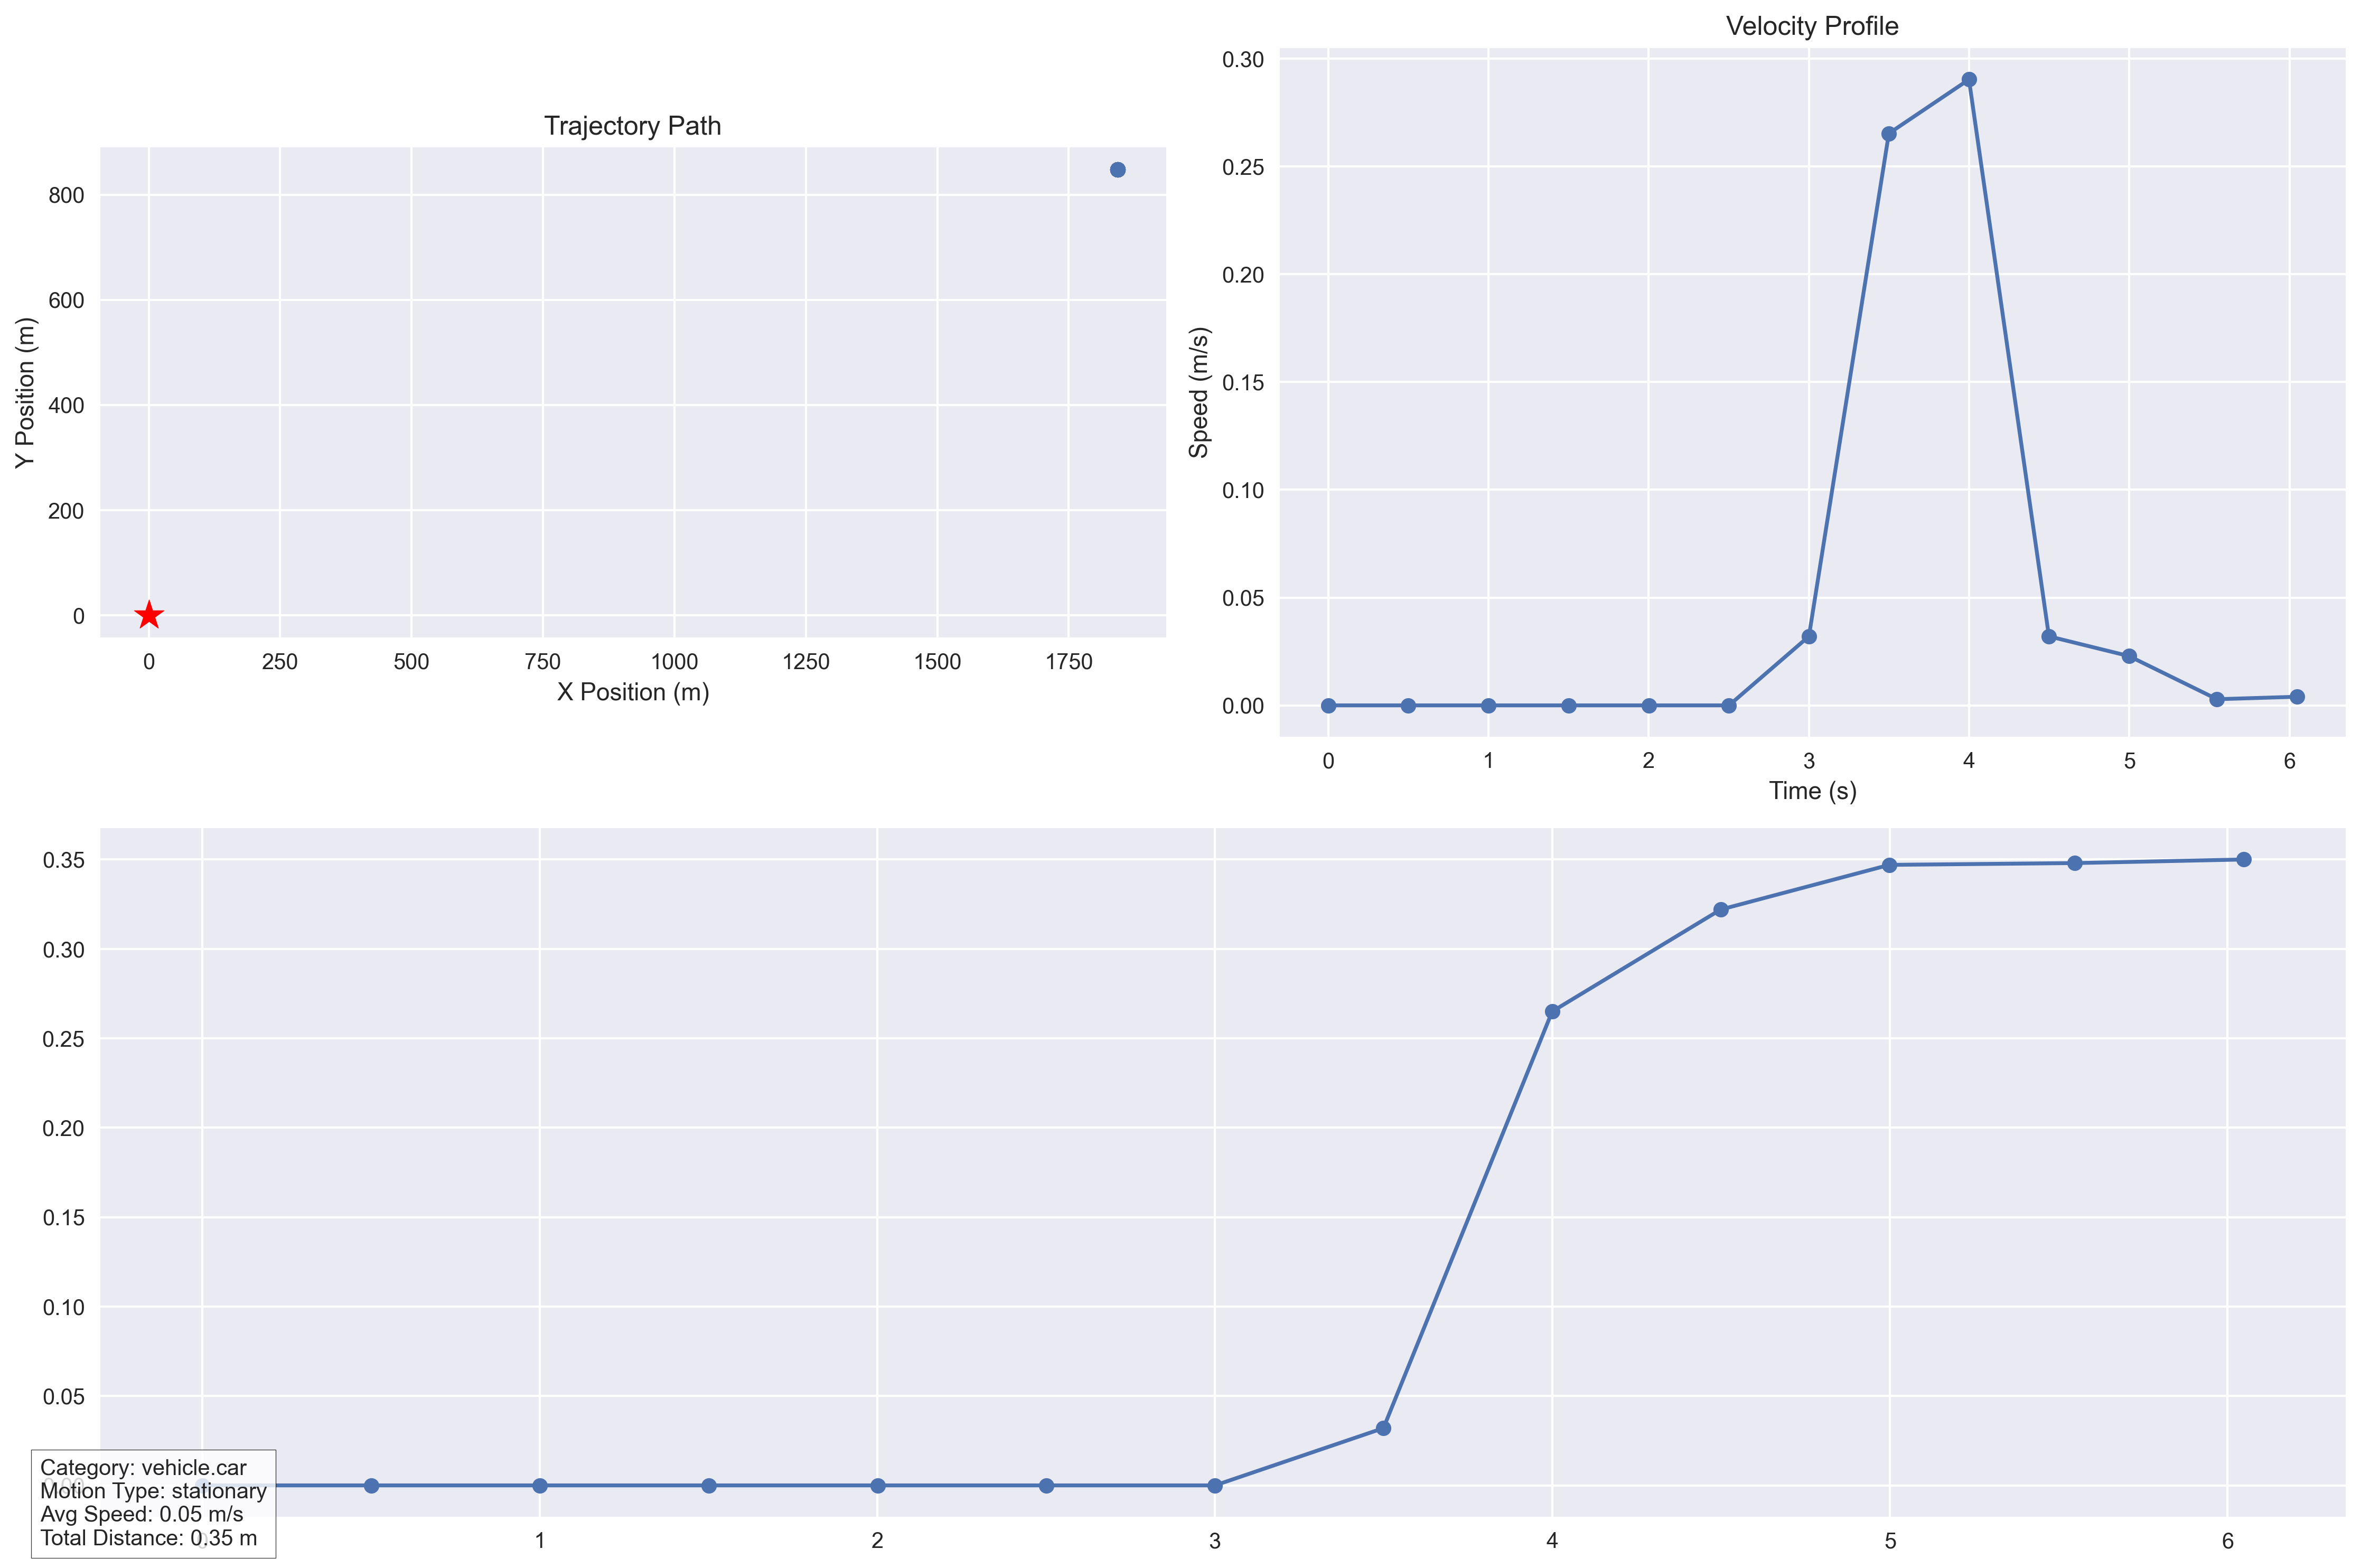 Trajectory Path
800
600
400
200
0
Y Position (m)
0 250 500 750 1000 1250 1500 1750
X Position (m)
Velocity Profile
0.30
0.25
0.20
0.15
0.10
0.05
0.00
Speed (m/s)
0 1 2 3 4 5 6
Time (s)
0.35
0.30
0.25
0.20
0.15
0.10
0.05
0.00
0 1 2 3 4 5 6
Category: vehicle.car
Motion Type: stationary
Avg Speed: 0.05 m/s
Total Distance: 0.35 m